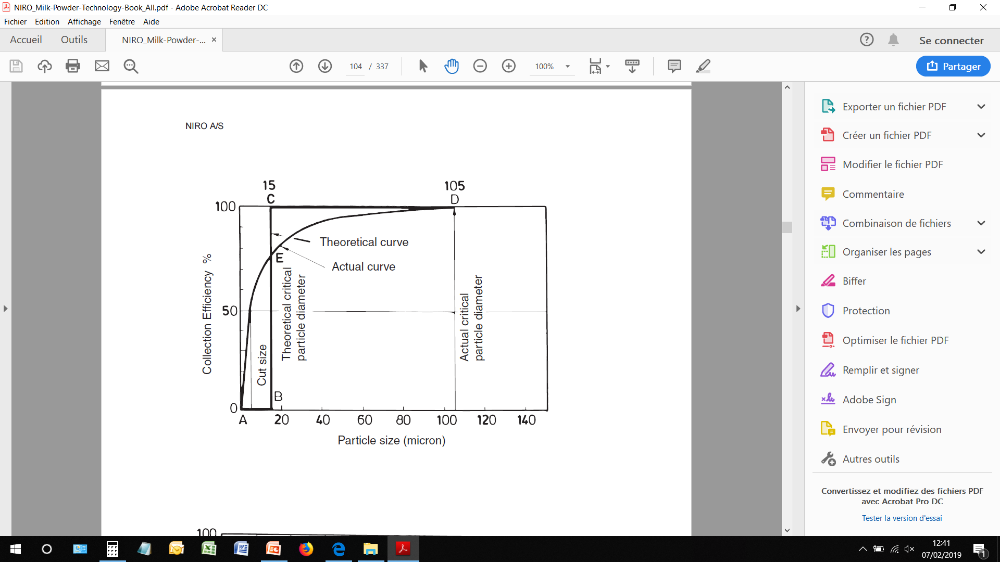 NIRO_Milk-Powder-Technology-Book_All.pdf - Adobe Acrobat Reader DC
Fichier Edition Affichage Fenêtre Aide
Accueil Outils NIRO_Milk-Powder-... ×
? Se connecter
104 / 337 100% Partager
NIRO A/S
15 105
C D
100
Theoretical curve
E
Actual curve
Collection Efficiency %
50
Theoretical critical
particle diameter
Actual critical
particle diameter
Cut size
B
0
A 20 40 60 80 100 120 140
Particle size (micron)
100
Exporter un fichier PDF
Créer un fichier PDF
Modifier le fichier PDF
Commentaire
Combinaison de fichiers
Organiser les pages
Biffer
Protection
Optimiser le fichier PDF
Remplir et signer
Adobe Sign
Envoyer pour révision
Autres outils
Convertissez et modifiez des fichiers PDF
avec Acrobat Pro DC
Tester la version d'essai
12:41
07/02/2019
1